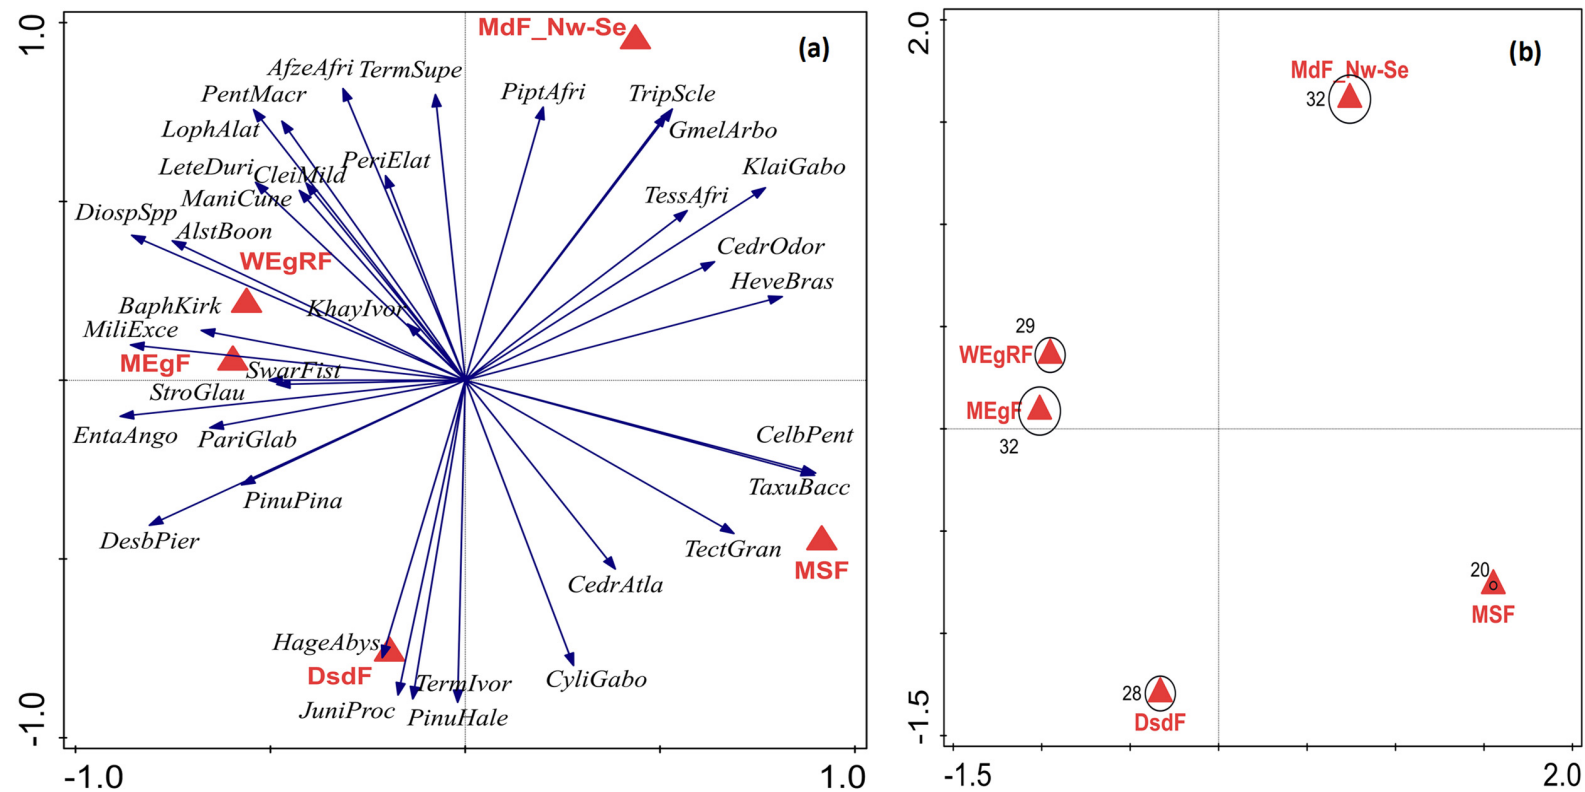 1.0
MdF_Nw-Se
(a)
AfzeAfri TermSupe
PentMacr
PiptAfri
TripScle
LophAlat
GmelArbo
LeteDuri
CleiMild
PeriElat
KlaiGabo
ManiCune
TessAfri
DiospSpp
AlstBoon
WEgRF
CedrOdor
HeveBras
BaphKirk
KhayIvor
MiliExce
MEgF
SwarFist
StroGlau
EntaAngo
PariGlab
CelbPent
TaxuBacc
PinuPina
DesbPier
TectGran
MSF
CedrAtla
HageAbys
DsdF
TermIvor
CyliGabo
JuniProc
PinuHale
-1.0
-1.0
1.0
2.0
(b)
MdF_Nw-Se
32
29
WEgRF
MEgF
32
20
MSF
28
DsdF
-1.5
-1.5
2.0